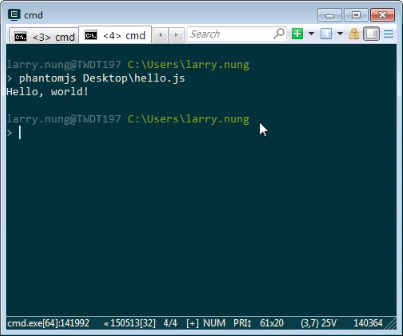 cmd
<3> cmd
<4> cmd
Search
larry.nung@TWDT197 C:\Users\larry.nung
> phantomjs Desktop\hello.js
Hello, world!
larry.nung@TWDT197 C:\Users\larry.nung
>
cmd.exe[64]:141992 « 150513[32] 4/4 [+] NUM PRI↕ 61x20 (3,7) 25V 140364